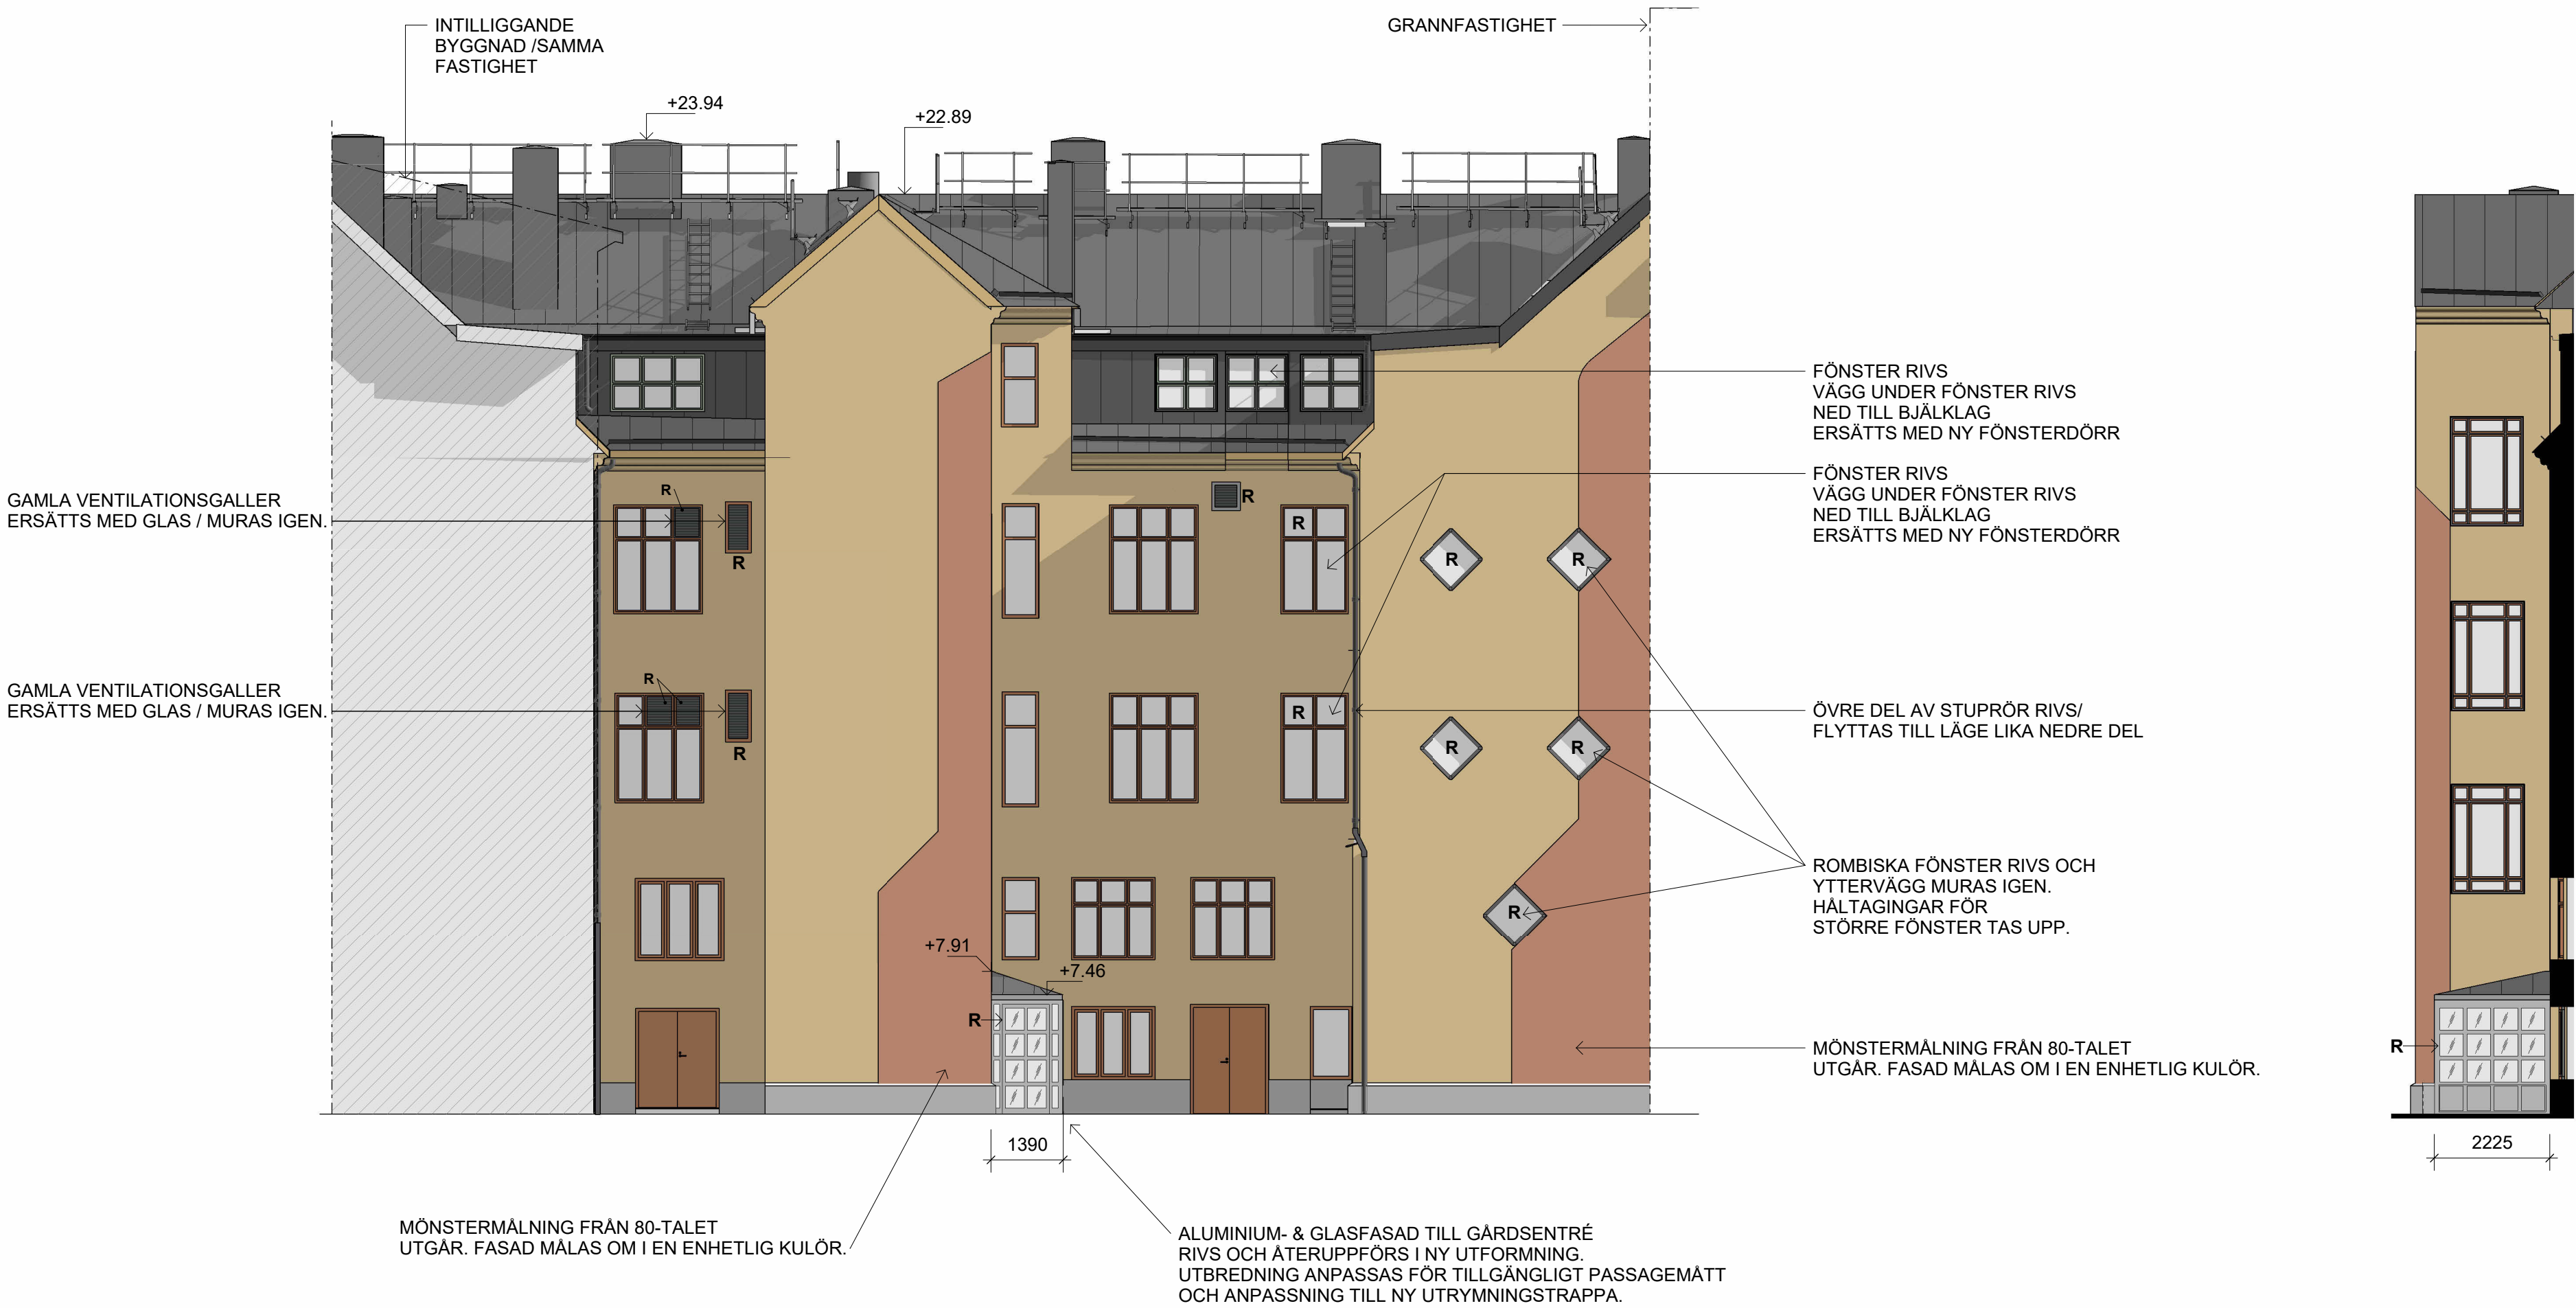 INTILLIGGANDE
BYGGNAD /SAMMA
FASTIGHET
GRANNFASTIGHET
+23.94
+22.89
FÖNSTER RIVS
VÄGG UNDER FÖNSTER RIVS
NED TILL BJÄLKLAG
ERSÄTTS MED NY FÖNSTERDÖRR
FÖNSTER RIVS
VÄGG UNDER FÖNSTER RIVS
NED TILL BJÄLKLAG
ERSÄTTS MED NY FÖNSTERDÖRR
GAMLA VENTILATIONSGALLER
ERSÄTTS MED GLAS / MURAS IGEN.
R
R
R
R
R
R
GAMLA VENTILATIONSGALLER
ERSÄTTS MED GLAS / MURAS IGEN.
R
R
R
R
R
ÖVRE DEL AV STUPRÖR RIVS/
FLYTTAS TILL LÄGE LIKA NEDRE DEL
ROMBISKA FÖNSTER RIVS OCH
YTTERVÄGG MURAS IGEN.
HÅLTAGINGAR FÖR
STÖRRE FÖNSTER TAS UPP.
R
+7.91
+7.46
R
R
MÖNSTERMÅLNING FRÅN 80-TALET
UTGÅR. FASAD MÅLAS OM I EN ENHETLIG KULÖR.
1390
2225
MÖNSTERMÅLNING FRÅN 80-TALET
UTGÅR. FASAD MÅLAS OM I EN ENHETLIG KULÖR.
ALUMINIUM- & GLASFASAD TILL GÅRDSENTRÉ
RIVS OCH ÅTERUPPFÖRS I NY UTFORMNING.
UTBREDNING ANPASSAS FÖR TILLGÄNGLIGT PASSAGEMÅTT
OCH ANPASSNING TILL NY UTRYMNINGSTRAPPA.